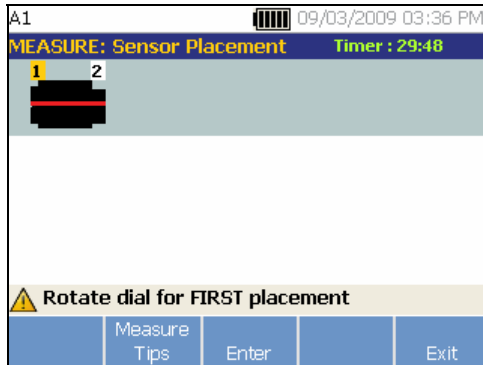 A1 09/03/2009 03:36 PM
MEASURE: Sensor Placement Timer : 29:48
1 2
Rotate dial for FIRST placement
Measure Tips Enter Exit